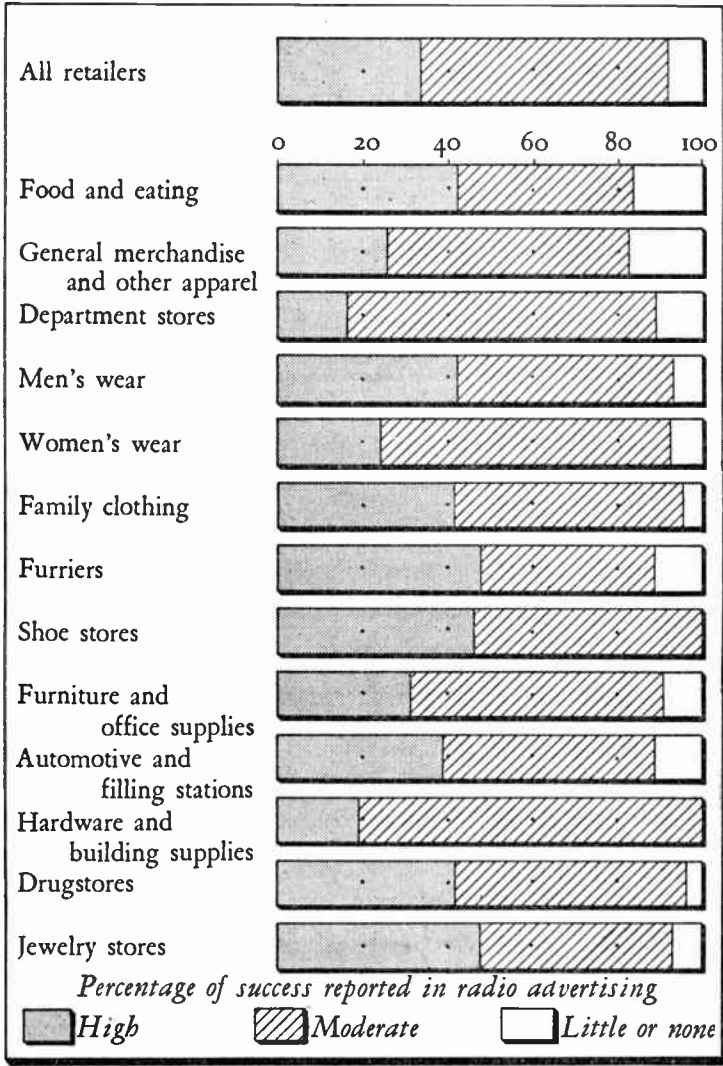 All retailers
0 20 40 60 80 100
Food and eating
General merchandise
and other apparel
Department stores
Men's wear
Women's wear
Family clothing
Furriers
Shoe stores
Furniture and
office supplies
Automotive and
filling stations
Hardware and
building supplies
Drugstores
Jewelry stores
Percentage of success reported in radio advertising
High Moderate Little or none